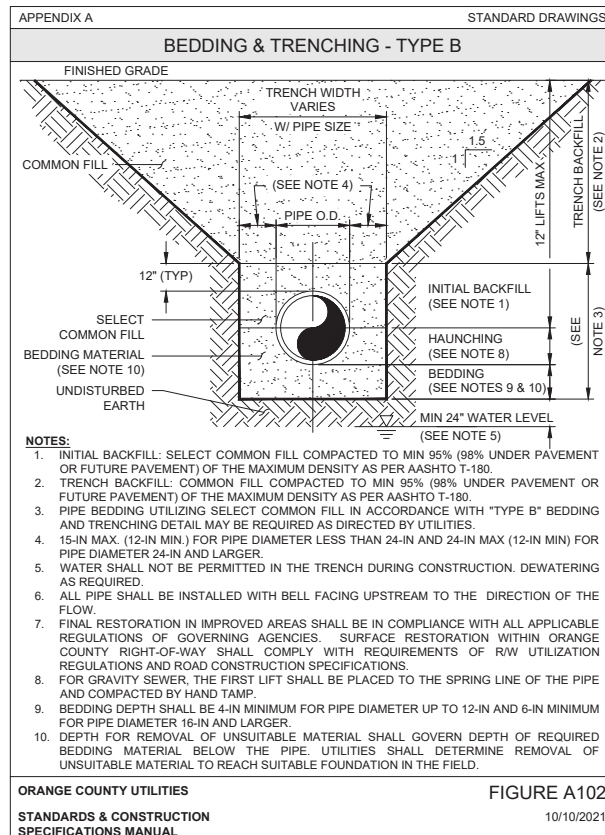 APPENDIX A
STANDARD DRAWINGS
BEDDING & TRENCHING - TYPE B
FINISHED GRADE
TRENCH WIDTH
VARIES
W/ PIPE SIZE
1.5
1
COMMON FILL
(SEE NOTE 4)
PIPE O.D.
12" LIFTS MAX
TRENCH BACKFILL
(SEE NOTE 2)
12" (TYP)
INITIAL BACKFILL
(SEE NOTE 1)
SELECT
COMMON FILL
HAUNCHING
(SEE NOTE 8)
(SEE
NOTE 3)
BEDDING MATERIAL
(SEE NOTE 10)
BEDDING
(SEE NOTES 9 & 10)
UNDISTURBED
EARTH
MIN 24" WATER LEVEL
(SEE NOTE 5)
NOTES:
1. INITIAL BACKFILL: SELECT COMMON FILL COMPACTED TO MIN 95% (98% UNDER PAVEMENT
OR FUTURE PAVEMENT) OF THE MAXIMUM DENSITY AS PER AASHTO T-180.
2. TRENCH BACKFILL: COMMON FILL COMPACTED TO MIN 95% (98% UNDER PAVEMENT OR
FUTURE PAVEMENT) OF THE MAXIMUM DENSITY AS PER AASHTO T-180.
3. PIPE BEDDING UTILIZING SELECT COMMON FILL IN ACCORDANCE WITH "TYPE B" BEDDING
AND TRENCHING DETAIL MAY BE REQUIRED AS DIRECTED BY UTILITIES.
4. 15-IN MAX. (12-IN MIN.) FOR PIPE DIAMETER LESS THAN 24-IN AND 24-IN MAX (12-IN MIN) FOR
PIPE DIAMETER 24-IN AND LARGER.
5. WATER SHALL NOT BE PERMITTED IN THE TRENCH DURING CONSTRUCTION. DEWATERING
AS REQUIRED.
6. ALL PIPE SHALL BE INSTALLED WITH BELL FACING UPSTREAM TO THE DIRECTION OF THE
FLOW.
7. FINAL RESTORATION IN IMPROVED AREAS SHALL BE IN COMPLIANCE WITH ALL APPLICABLE
REGULATIONS OF GOVERNING AGENCIES. SURFACE RESTORATION WITHIN ORANGE
COUNTY RIGHT-OF-WAY SHALL COMPLY WITH REQUIREMENTS OF R/W UTILIZATION
REGULATIONS AND ROAD CONSTRUCTION SPECIFICATIONS.
8. FOR GRAVITY SEWER, THE FIRST LIFT SHALL BE PLACED TO THE SPRING LINE OF THE PIPE
AND COMPACTED BY HAND TAMP.
9. BEDDING DEPTH SHALL BE 4-IN MINIMUM FOR PIPE DIAMETER UP TO 12-IN AND 6-IN MINIMUM
FOR PIPE DIAMETER 16-IN AND LARGER.
10. DEPTH FOR REMOVAL OF UNSUITABLE MATERIAL SHALL GOVERN DEPTH OF REQUIRED
BEDDING MATERIAL BELOW THE PIPE. UTILITIES SHALL DETERMINE REMOVAL OF
UNSUITABLE MATERIAL TO REACH SUITABLE FOUNDATION IN THE FIELD.
ORANGE COUNTY UTILITIES
FIGURE A102
STANDARDS & CONSTRUCTION
SPECIFICATIONS MANUAL
10/10/2021